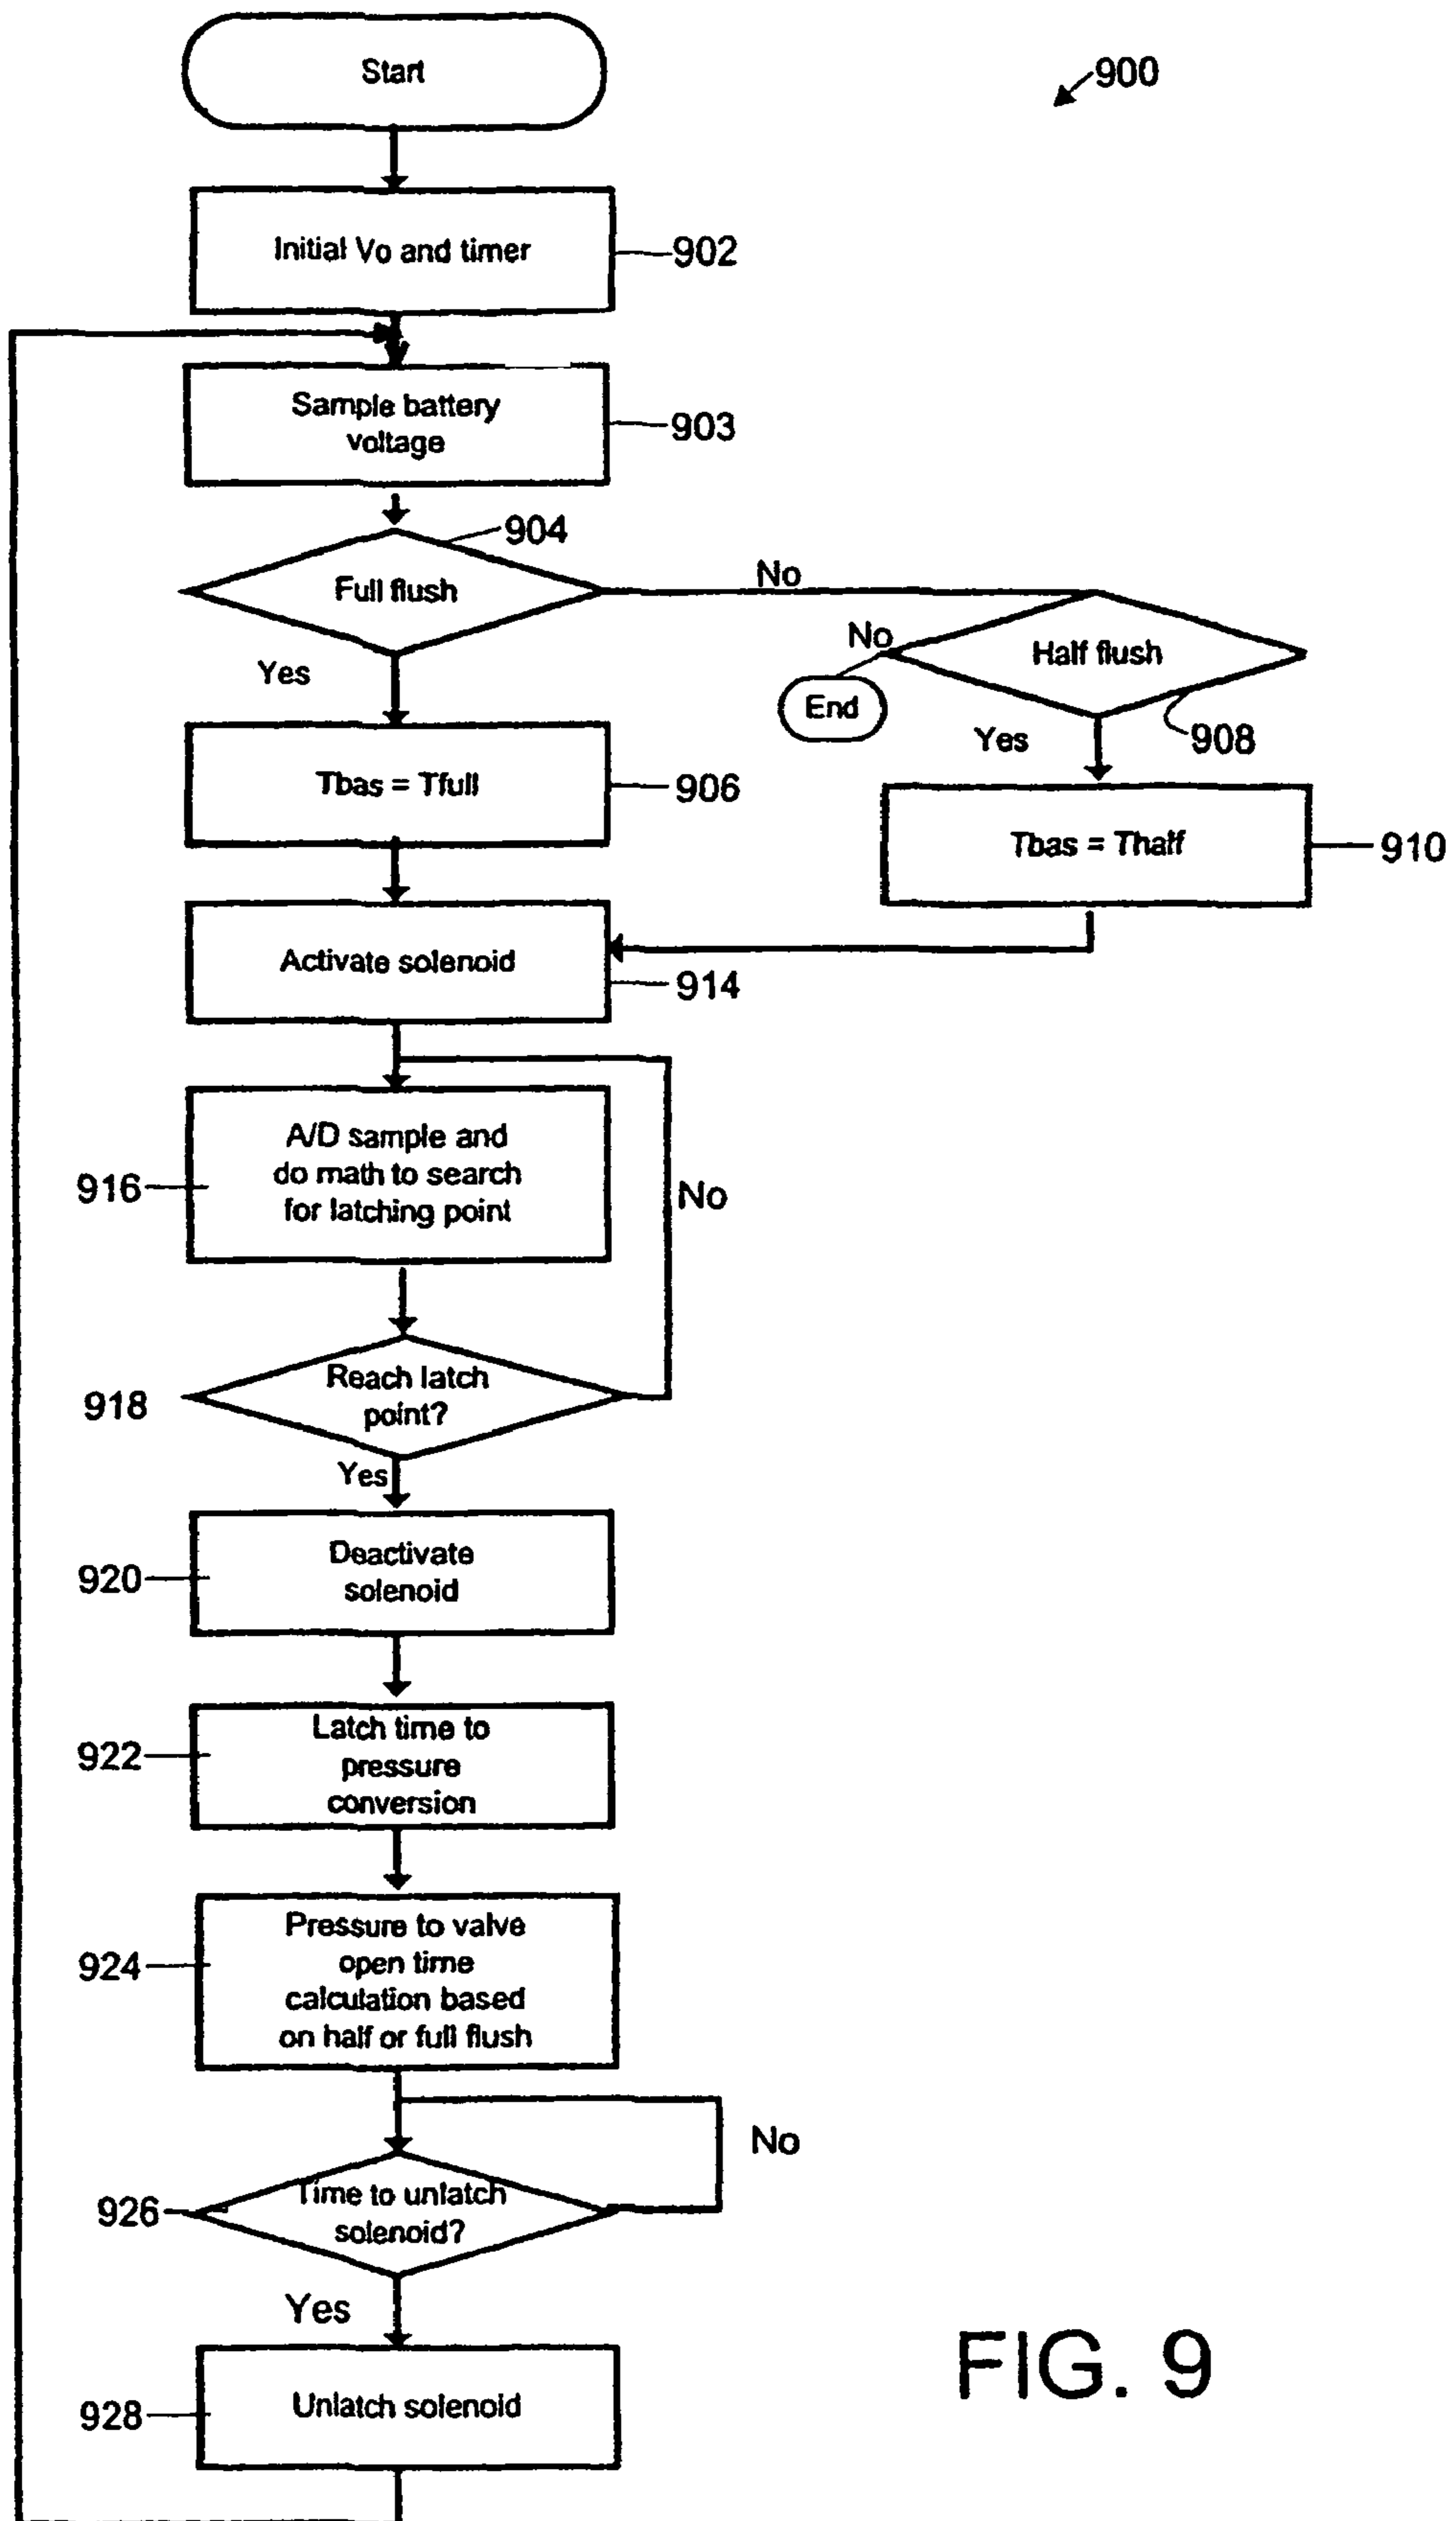 Start
900
Initial Vo and timer
902
Sample battery
voltage
903
904
Full flush
No
No
Half flush
End
Yes
Yes
908
Tbas = Tfull
906
Tbas = Thalf
910
Activate solenoid
914
A/D sample and
do math to search
for latching point
916
No
Reach latch
point?
918
Yes
Deactivate
solenoid
920
Latch time to
pressure
conversion
922
Pressure to valve
open time
calculation based
on half or full flush
924
No
Time to unlatch
solenoid?
926
Yes
Unlatch solenoid
928
FIG. 9